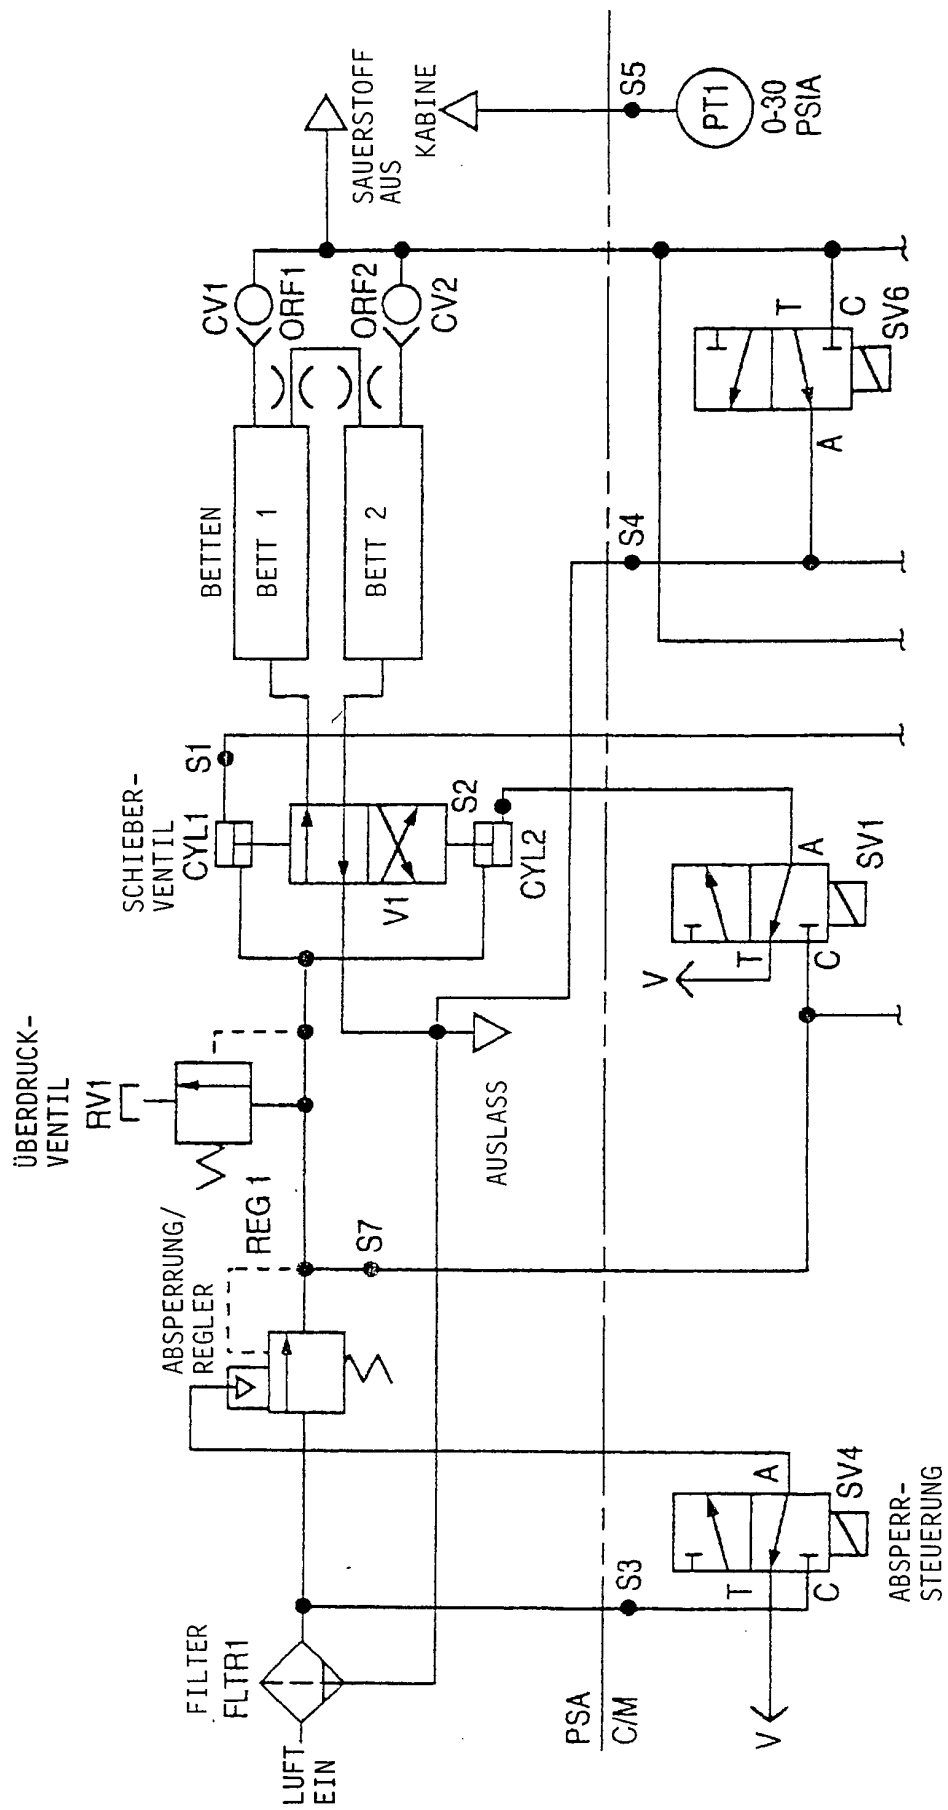 LUFT
EIN
FILTER
FLTR1
ABSPERRUNG/
REGLER
REG1
S7
ÜBERDRUCK-
VENTIL
RV1
AUSLASS
SCHIEBER-
VENTIL
CYL1
S1
V1
S2
CYL2
BETTEN
BETT 1
BETT 2
CV1
ORF1
ORF2
CV2
SAUERSTOFF
AUS
KABINE
PSA
C/M
S3
S4
S5
PT1
0-30
PSIA
V
T
C
A
SV4
ABSPERR-
STEUERUNG
V
T
C
A
SV1
A
T
C
SV6